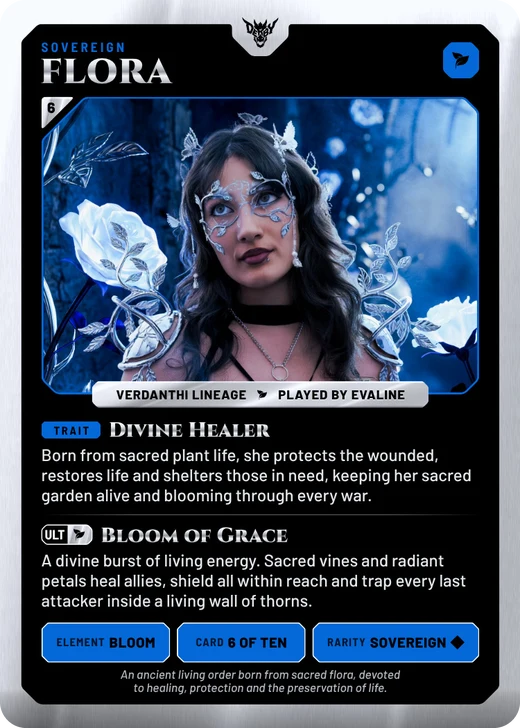 SOVEREIGN
DERCY
FLORA
6
VERDANTHI LINEAGE PLAYED BY EVALINE
TRAIT DIVINE HEALER
Born from sacred plant life, she protects the wounded,
restores life and shelters those in need, keeping her sacred
garden alive and blooming through every war.
ULT BLOOM OF GRACE
A divine burst of living energy. Sacred vines and radiant
petals heal allies, shield all within reach and trap every last
attacker inside a living wall of thorns.
ELEMENT BLOOM CARD 6 OF TEN RARITY SOVEREIGN
An ancient living order born from sacred flora, devoted
to healing, protection and the preservation of life.